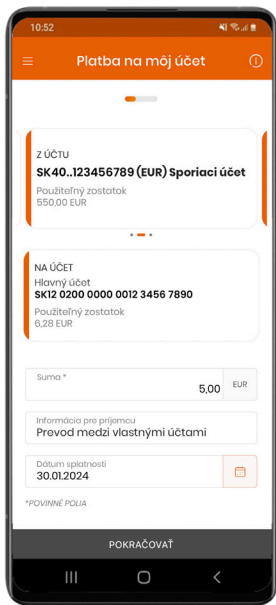 10:52
Platba na môj účet
Z ÚČTU
SK40..123456789 (EUR) Sporiaci účet
Použiteľný zostatok
550,00 EUR
NA ÚČET
Hlavný účet
SK12 0200 0000 0012 3456 7890
Použiteľný zostatok
6,28 EUR
Suma *
5,00 EUR
Informácia pre príjemcu
Prevod medzi vlastnými účtami
Dátum splatnosti
30.01.2024
*POVINNÉ POLIA
POKRAČOVAŤ